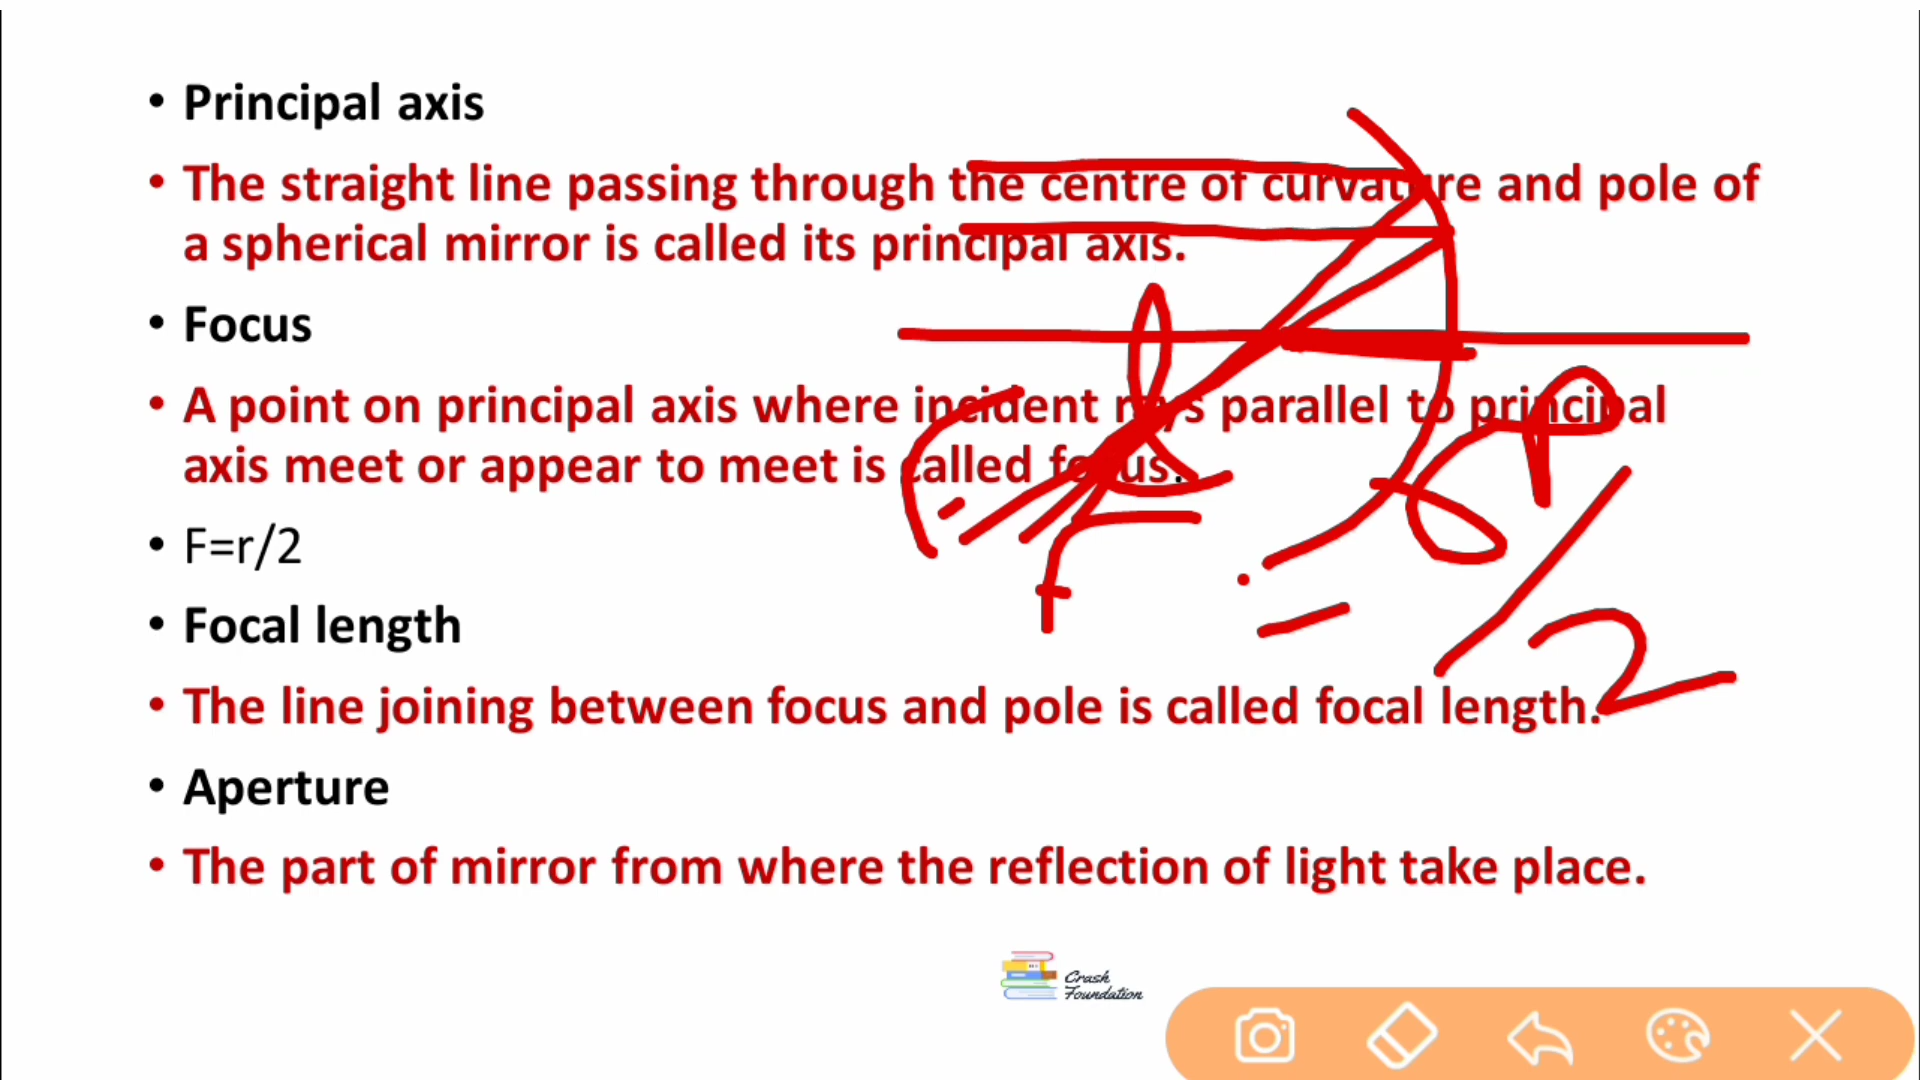 • Principal axis
• The straight line passing through the centre of curvature and pole of
a spherical mirror is called its principal axis.
• Focus
• A point on principal axis where incident rays parallel to principal
axis meet or appear to meet is called focus.
• F=r/2
• Focal length
• The line joining between focus and pole is called focal length.
• Aperture
• The part of mirror from where the reflection of light take place.
Crash
Foundation